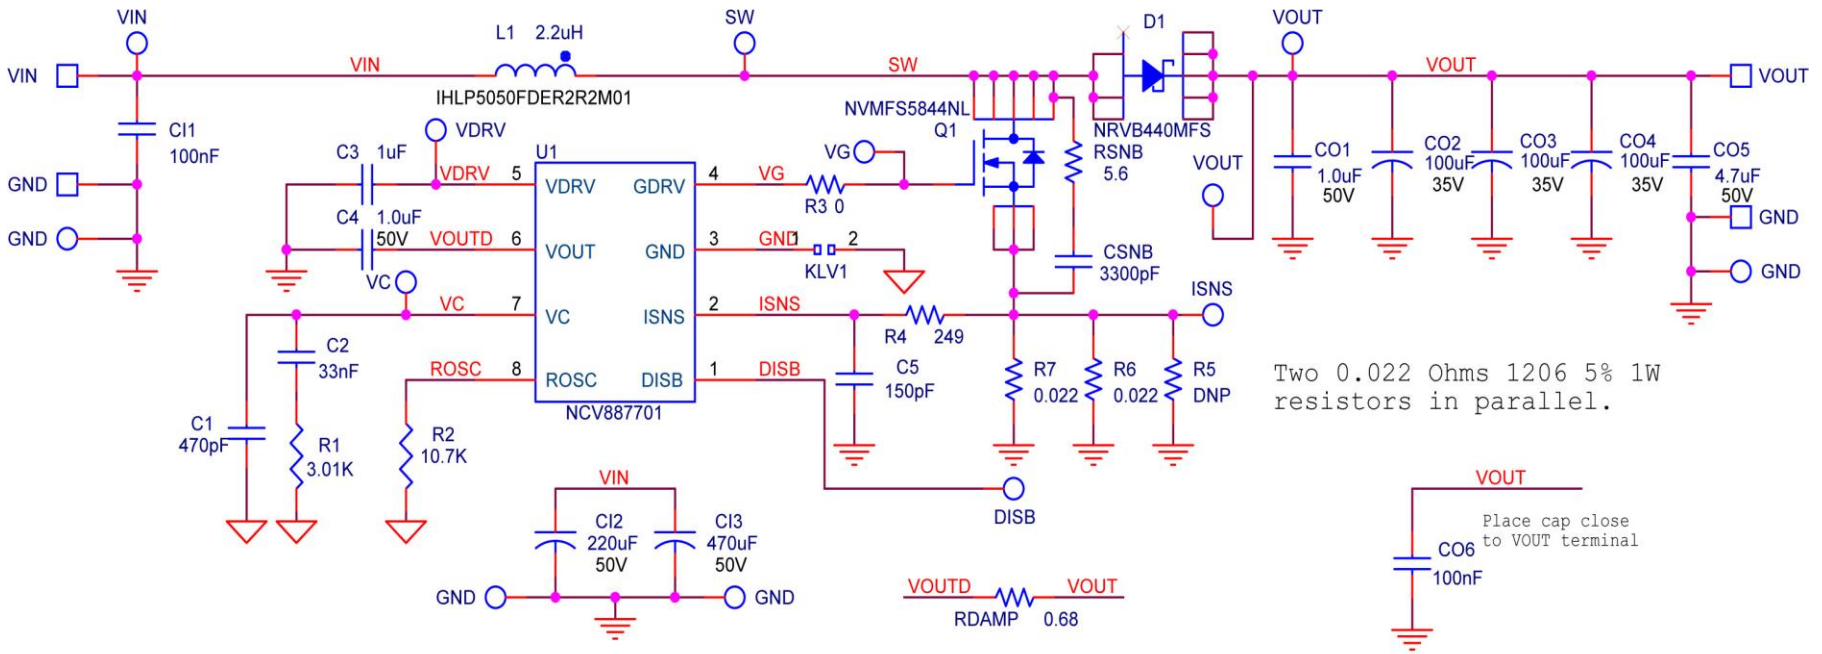 VIN
SW
D1
VOUT
L1 2.2uH
VIN
VIN
SW
VOUT
VOUT
IHLP5050FDER2R2M01
NVMFS5844NL
Q1
NRVB440MFS
CI1
100nF
VDRV
RSNB
5.6
VG
VOUT
CO1
1.0uF
50V
CO2
100uF
35V
CO3
100uF
35V
CO4
100uF
35V
CO5
4.7uF
50V
C3 1uF
VDRV
5
U1
VDRV
GDRV
4
VG
R3 0
GND
GND
GND
C4 1.0uF
50V
VOUTD
6
VOUT
GND
3
GND
1
2
KLV1
CSNB
3300pF
GND
VC
VC
7
VC
ISNS
2
ISNS
R4 249
ISNS
C2
33nF
ROSC
8
ROSC
DISB
1
DISB
C5
150pF
R7
0.022
R6
0.022
R5
DNP
Two 0.022 Ohms 1206 5% 1W
resistors in parallel.
NCV887701
C1
470pF
R1
3.01K
R2
10.7K
VIN
DISB
VOUT
CI2
220uF
50V
CI3
470uF
50V
Place cap close
to VOUT terminal
CO6
100nF
GND
GND
VOUTD
VOUT
RDAMP 0.68